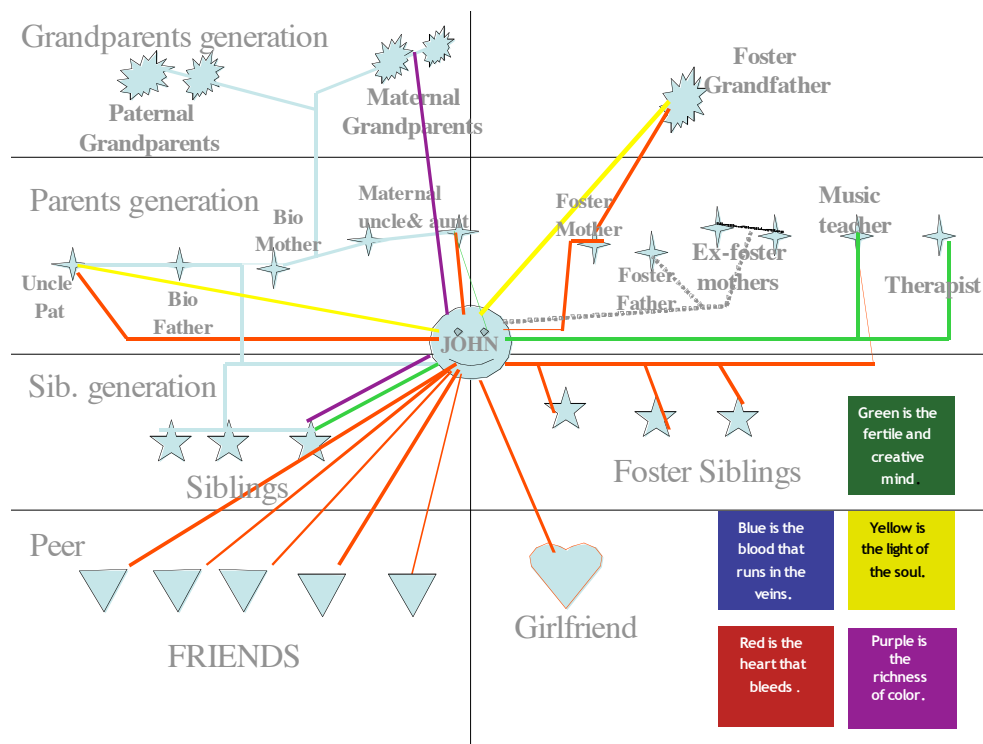 Grandparents generation
Paternal
Grandparents
Maternal
Grandparents
Foster
Grandfather
Parents generation
Bio
Mother
Maternal
uncle& aunt
Foster
Mother
Music
teacher
Uncle
Pat
Bio
Father
Foster
Father
Ex-foster
mothers
Therapist
JOHN
Sib. generation
Siblings
Foster Siblings
Green is the
fertile and
creative
mind .
Peer
FRIENDS
Girlfriend
Blue is the
blood that
runs in the
veins.
Yellow is
the light of
the soul.
Red is the
heart that
bleeds .
Purple is
the
richness
of color.